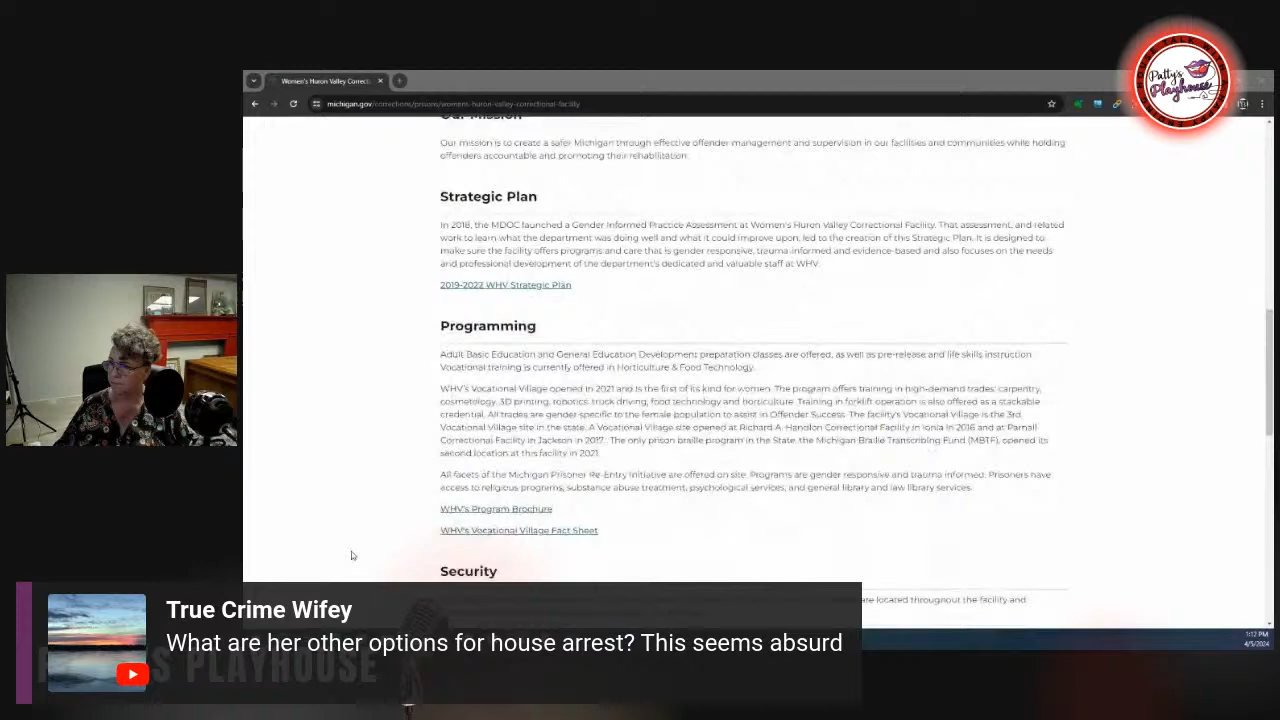 Patty's
Playhouse
Women's Huron Valley Correcti
michigan.gov/corrections/prisons/womens-huron-valley-correctional-facility
Our Mission
Our mission is to create a safer Michigan through effective offender management and supervision in our facilities and communities while holding
offenders accountable and promoting their rehabilitation.
Strategic Plan
In 2018, the MDOC launched a Gender Informed Practice Assessment at Women's Huron Valley Correctional Facility. That assessment, and related
work to learn what the department was doing well and what it could improve upon, led to the creation of this Strategic Plan. It is designed to
make sure the facility offers programs and care that is gender responsive, trauma-informed and evidence-based and also focuses on the needs
and professional development of the department's dedicated and valuable staff at WHV.
2019-2022 WHV Strategic Plan
Programming
Adult Basic Education and General Education Development preparation classes are offered, as well as pre-release and life skills instruction
Vocational training is currently offered in Horticulture & Food Technology.
WHV's Vocational Village opened in 2021 and is the first of its kind for women. The program offers training in high-demand trades: carpentry,
cosmetology, 3D printing, robotics, truck driving, food technology and horticulture. Training in forklift operation is also offered as a stackable
credential. All trades are gender-specific to the female population to assist in Offender Success. The facility's Vocational Village is the 3rd
Vocational Village site in the state. A Vocational Village site opened at Richard A. Handlon Correctional Facility in Ionia in 2016 and at Parnall
Correctional Facility in Jackson in 2017. The only prison braille program in the State, the Michigan Braille Transcribing Fund (MBTF), opened its
second location at this facility in 2021.
All facets of the Michigan Prisoner Re-Entry Initiative are offered on site. Programs are gender responsive and trauma informed. Prisoners have
access to religious programs, substance abuse treatment, psychological services, and general library and law library services.
WHV's Program Brochure
WHV's Vocational Village Fact Sheet
Security
are located throughout the facility and
1:12 PM
4/5/2024
True Crime Wifey
What are her other options for house arrest? This seems absurd
S PLAYHOUSE